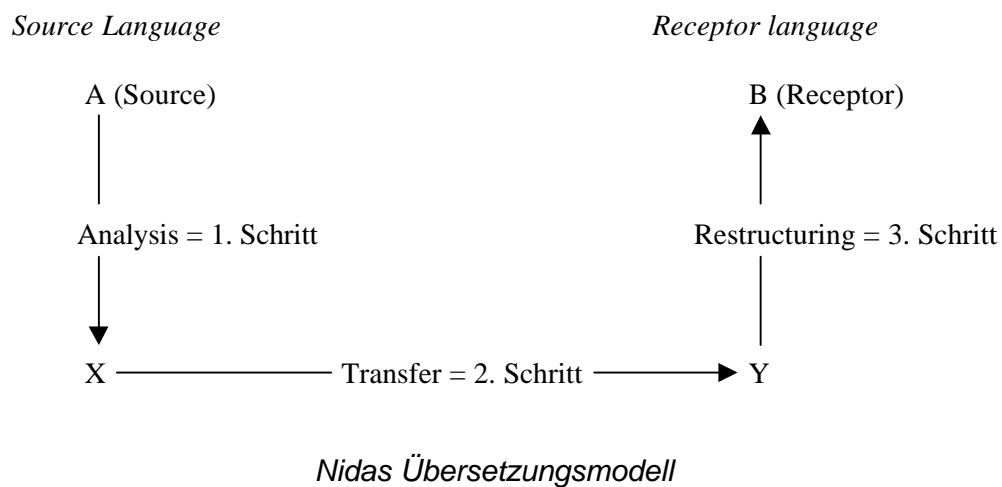 Source Language Receptor language
A (Source) B (Receptor)
Analysis = 1. Schritt Restructuring = 3. Schritt
X Transfer = 2. Schritt Y
Nidas Übersetzungsmodell